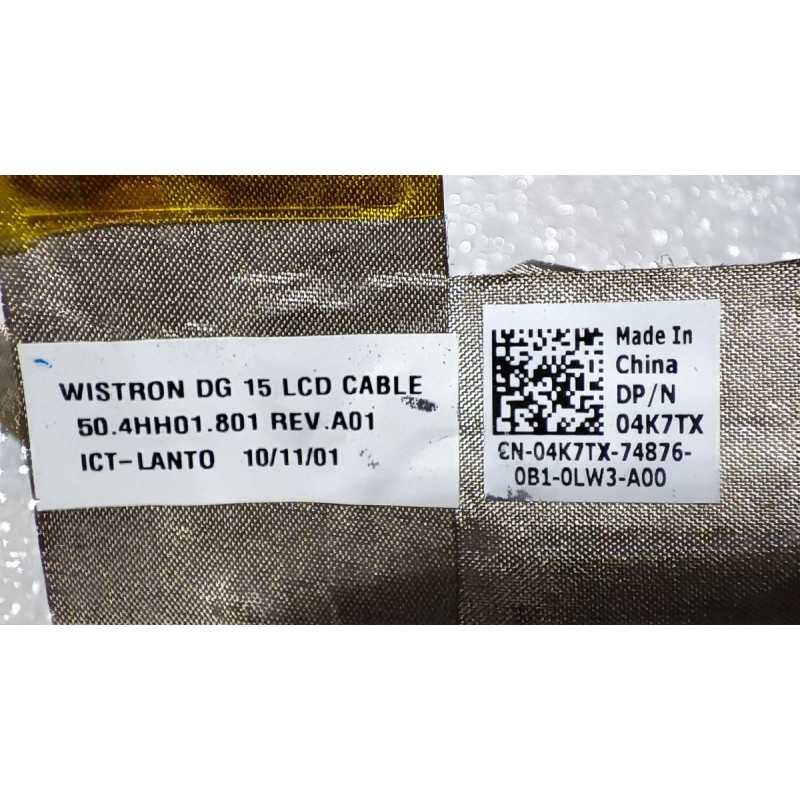 WISTRON DG 15 LCD CABLE
50.4HH01.801 REV.A01
ICT-LANTO 10/11/01
Made In
China
DP/N
04K7TX
CN-04K7TX-74876-
0B1-0LW3-A00